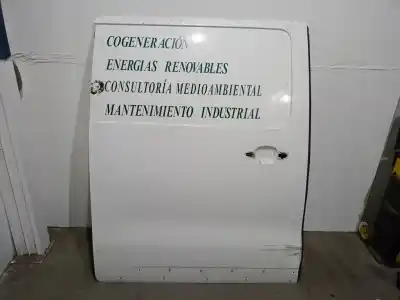 COGENERACIÓN
ENERGIAS RENOVABLES
CONSULTORÍA MEDIOAMBIENTAL
MANTENIMIENTO INDUSTRIAL